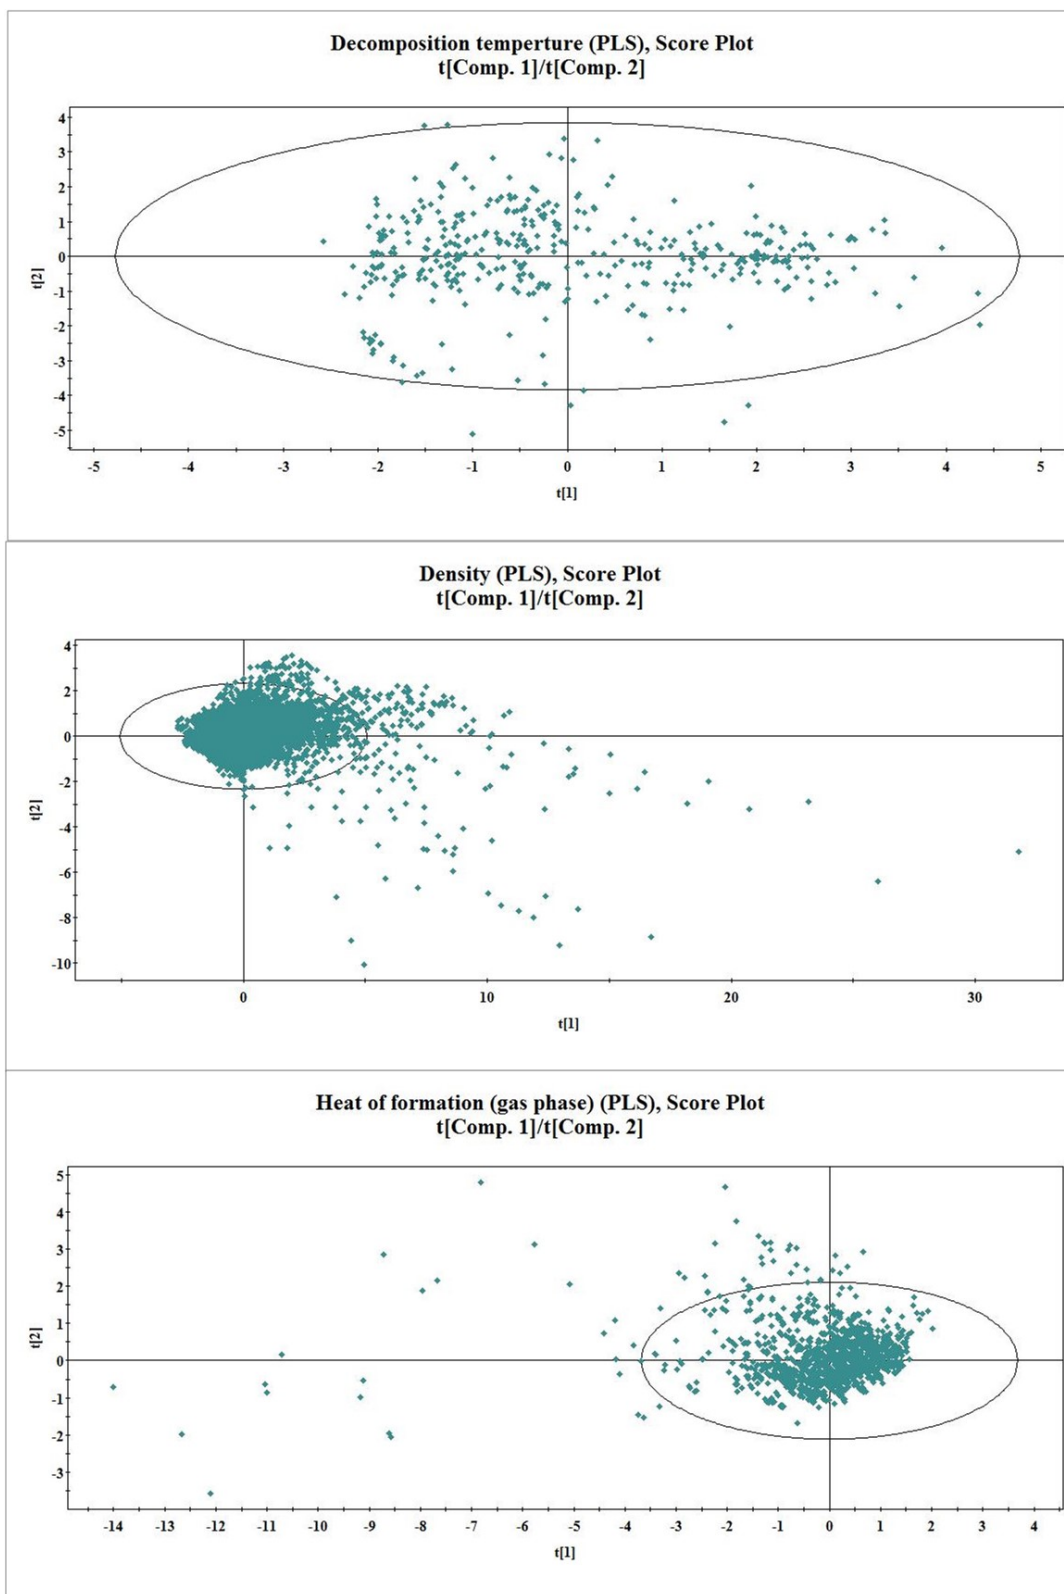 Decomposition temperture (PLS), Score Plot
t[Comp. 1]/t[Comp. 2]
4
3
2
1
0
-1
-2
-3
-4
-5
t[2]
-5 -4 -3 -2 -1 0 1 2 3 4 5
t[1]
Density (PLS), Score Plot
t[Comp. 1]/t[Comp. 2]
4
2
0
-2
-4
-6
-8
-10
t[2]
0 10 20 30
t[1]
Heat of formation (gas phase) (PLS), Score Plot
t[Comp. 1]/t[Comp. 2]
5
4
3
2
1
0
-1
-2
-3
t[2]
-14 -13 -12 -11 -10 -9 -8 -7 -6 -5 -4 -3 -2 -1 0 1 2 3 4
t[1]